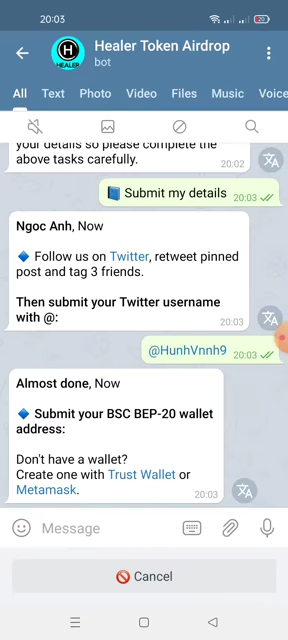 20:03
20
Healer Token Airdrop
bot
H
HEALER
All Text Photo Video Files Music Voice
your details so please complete the
above tasks carefully.
20:02
Submit my details
20:03
Ngoc Anh, Now
Follow us on Twitter, retweet pinned
post and tag 3 friends.
Then submit your Twitter username
with @:
20:03
@HunhVnnh9
20:03
Almost done, Now
Submit your BSC BEP-20 wallet
address:
Don't have a wallet?
Create one with Trust Wallet or
Metamask.
20:03
Message
Cancel